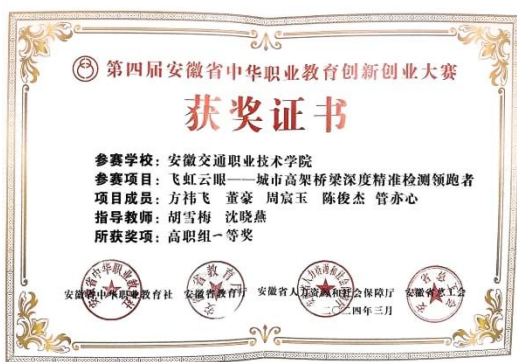 第四届安徽省中华职业教育创新创业大赛
获奖证书
参赛学校：安徽交通职业技术学院
参赛项目：飞虹云眼——城市高架桥梁深度精准检测领跑者
项目成员：方祎飞 董豪 周宸玉 陈俊杰 管亦心
指导教师：胡雪梅 沈晓燕
所获奖项：高职组一等奖
安徽省中华职业教育社 安徽省教育厅 安徽省人力资源和社会保障厅 安徽省总工会
二〇二四年三月